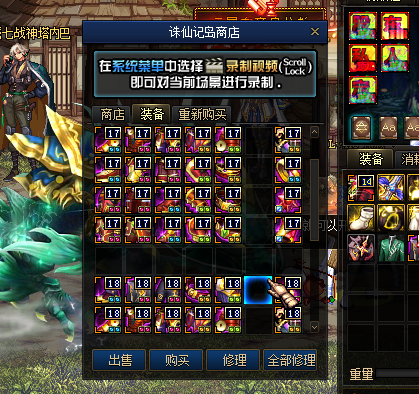 七战神塔内巴
诛仙记岛商店
在系统菜单中选择 录制视频(Scroll Lock)
即可对当前场景进行录制.
商店 装备 重新购买
17 17 17 17 17 17
17 17 17 17 17 17
17 17 17 17 17 17
17 17 17 17 17 17
18 18 18 18 18 18
18 18 18 18 18 18
出售 购买 修理 全部修理
装备 消
14
可以
重量